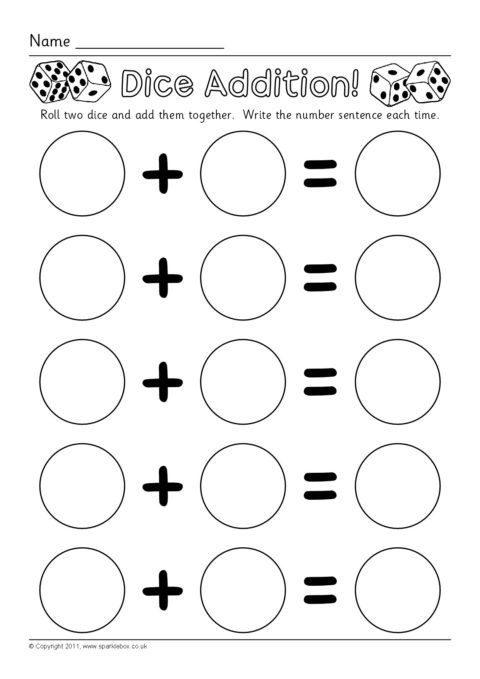 Name ____________________
Dice Addition!
Roll two dice and add them together.  Write the number sentence each time.
+ =
+ =
+ =
+ =
+ =
© Copyright 2011, www.sparklebox.co.uk